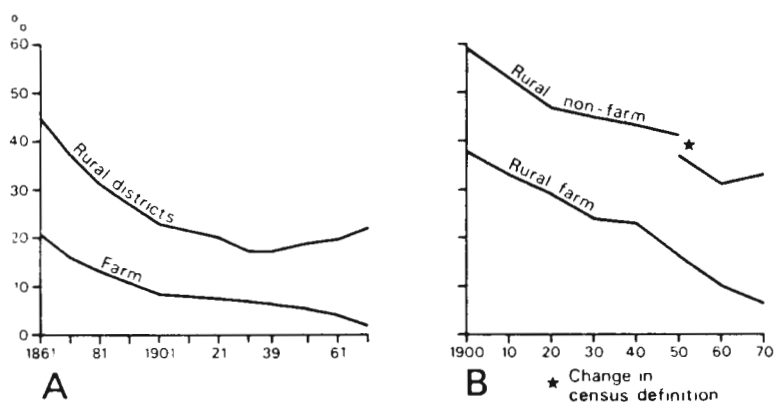 %
60
50
40
30
20
10
0
Rural districts
Farm
1861 81 1901 21 39 61
A
Rural non-farm
Rural farm
1900 10 20 30 40 50 60 70
B
★ Change in
census definition